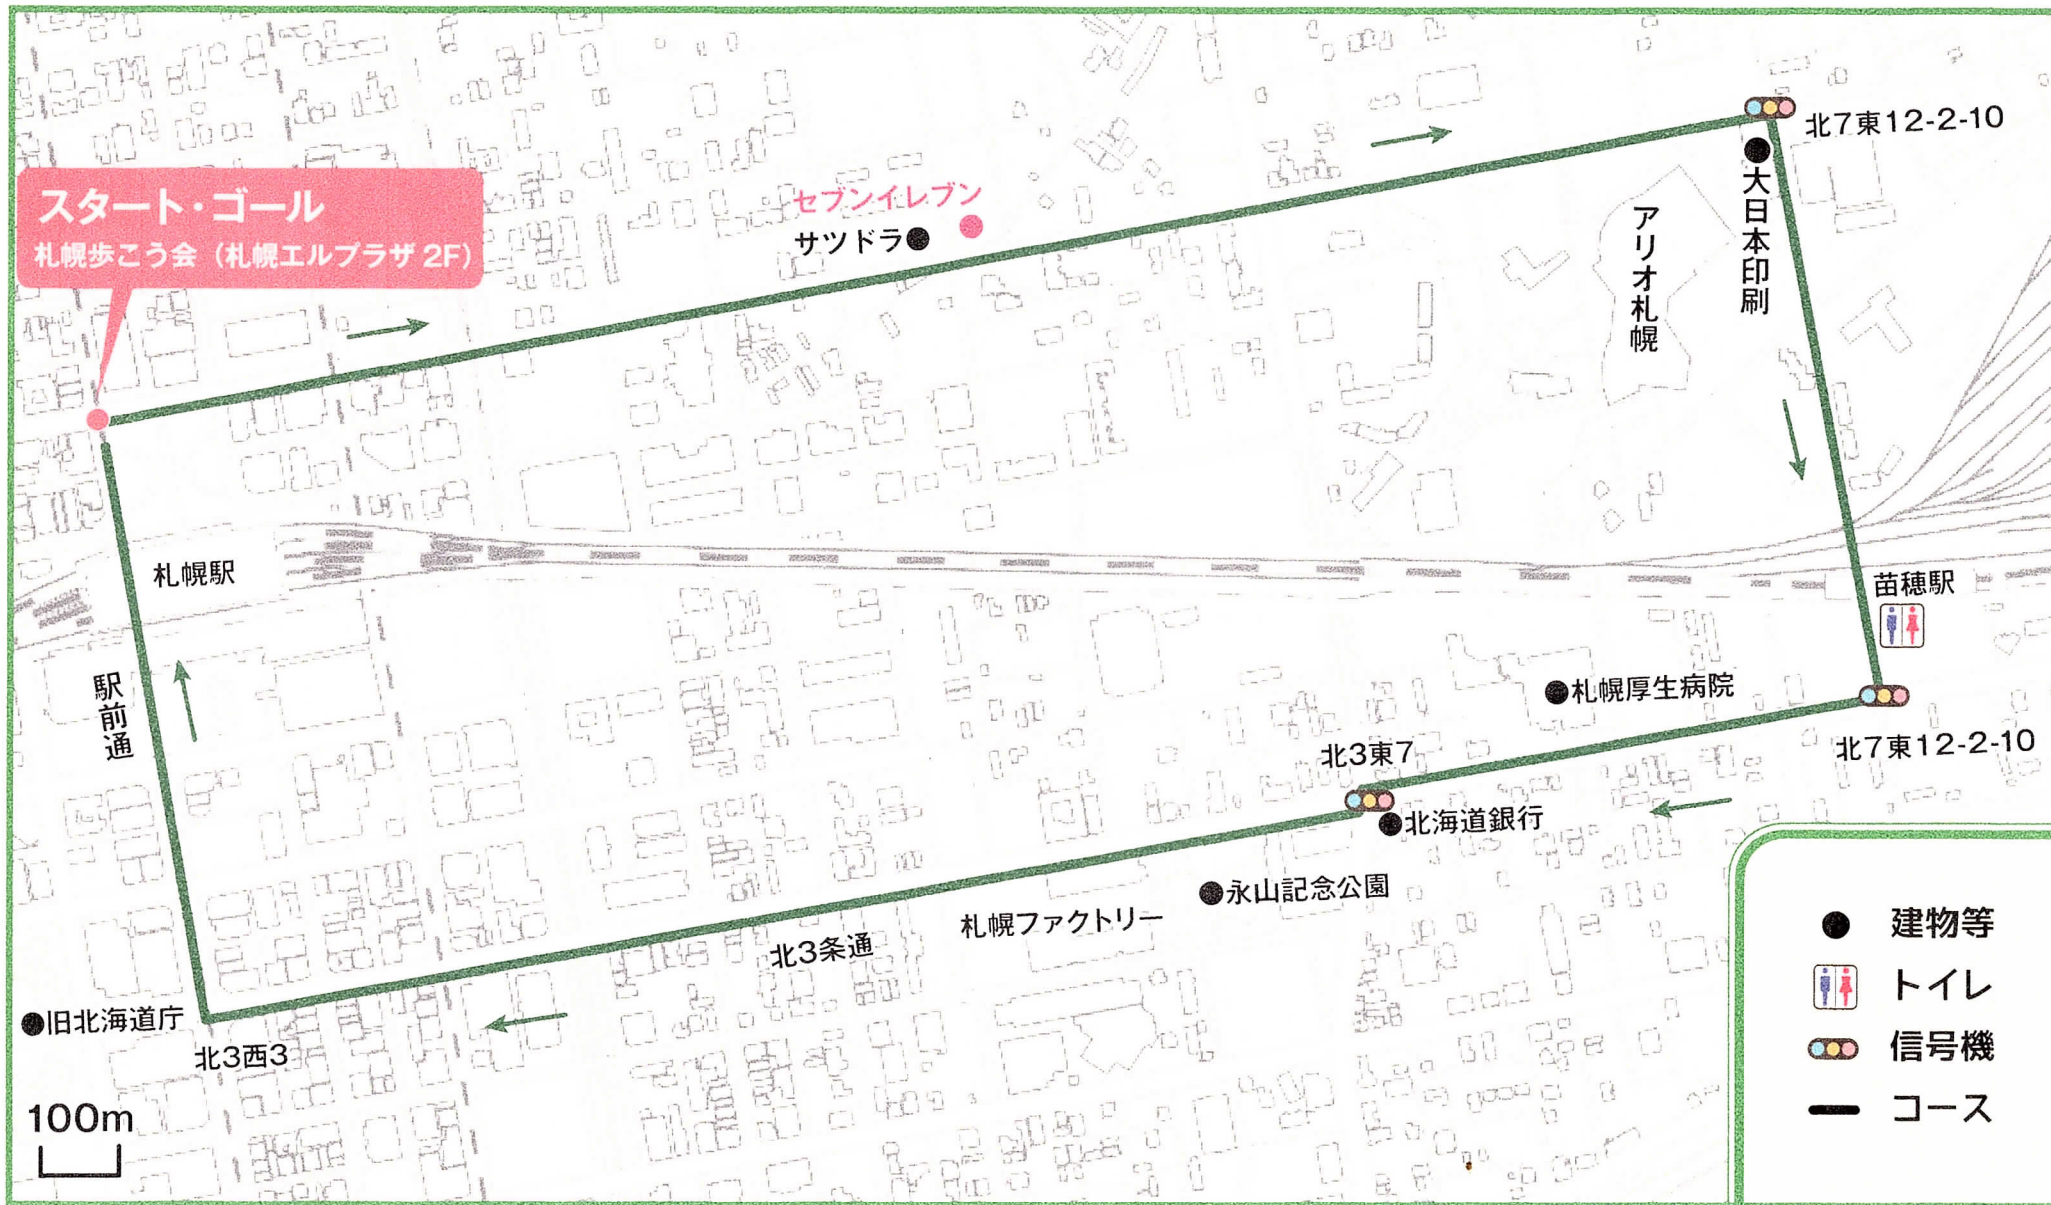 北7東12-2-10
大日本印刷
スタート・ゴール
札幌歩こう会（札幌エルプラザ 2F）
セブンイレブン
サツドラ
アリオ札幌
札幌駅
苗穂駅
駅前通
札幌厚生病院
北3東7
北7東12-2-10
北海道銀行
永山記念公園
札幌ファクトリー
北3条通
旧北海道庁
北3西3
100m
建物等
トイレ
信号機
コース